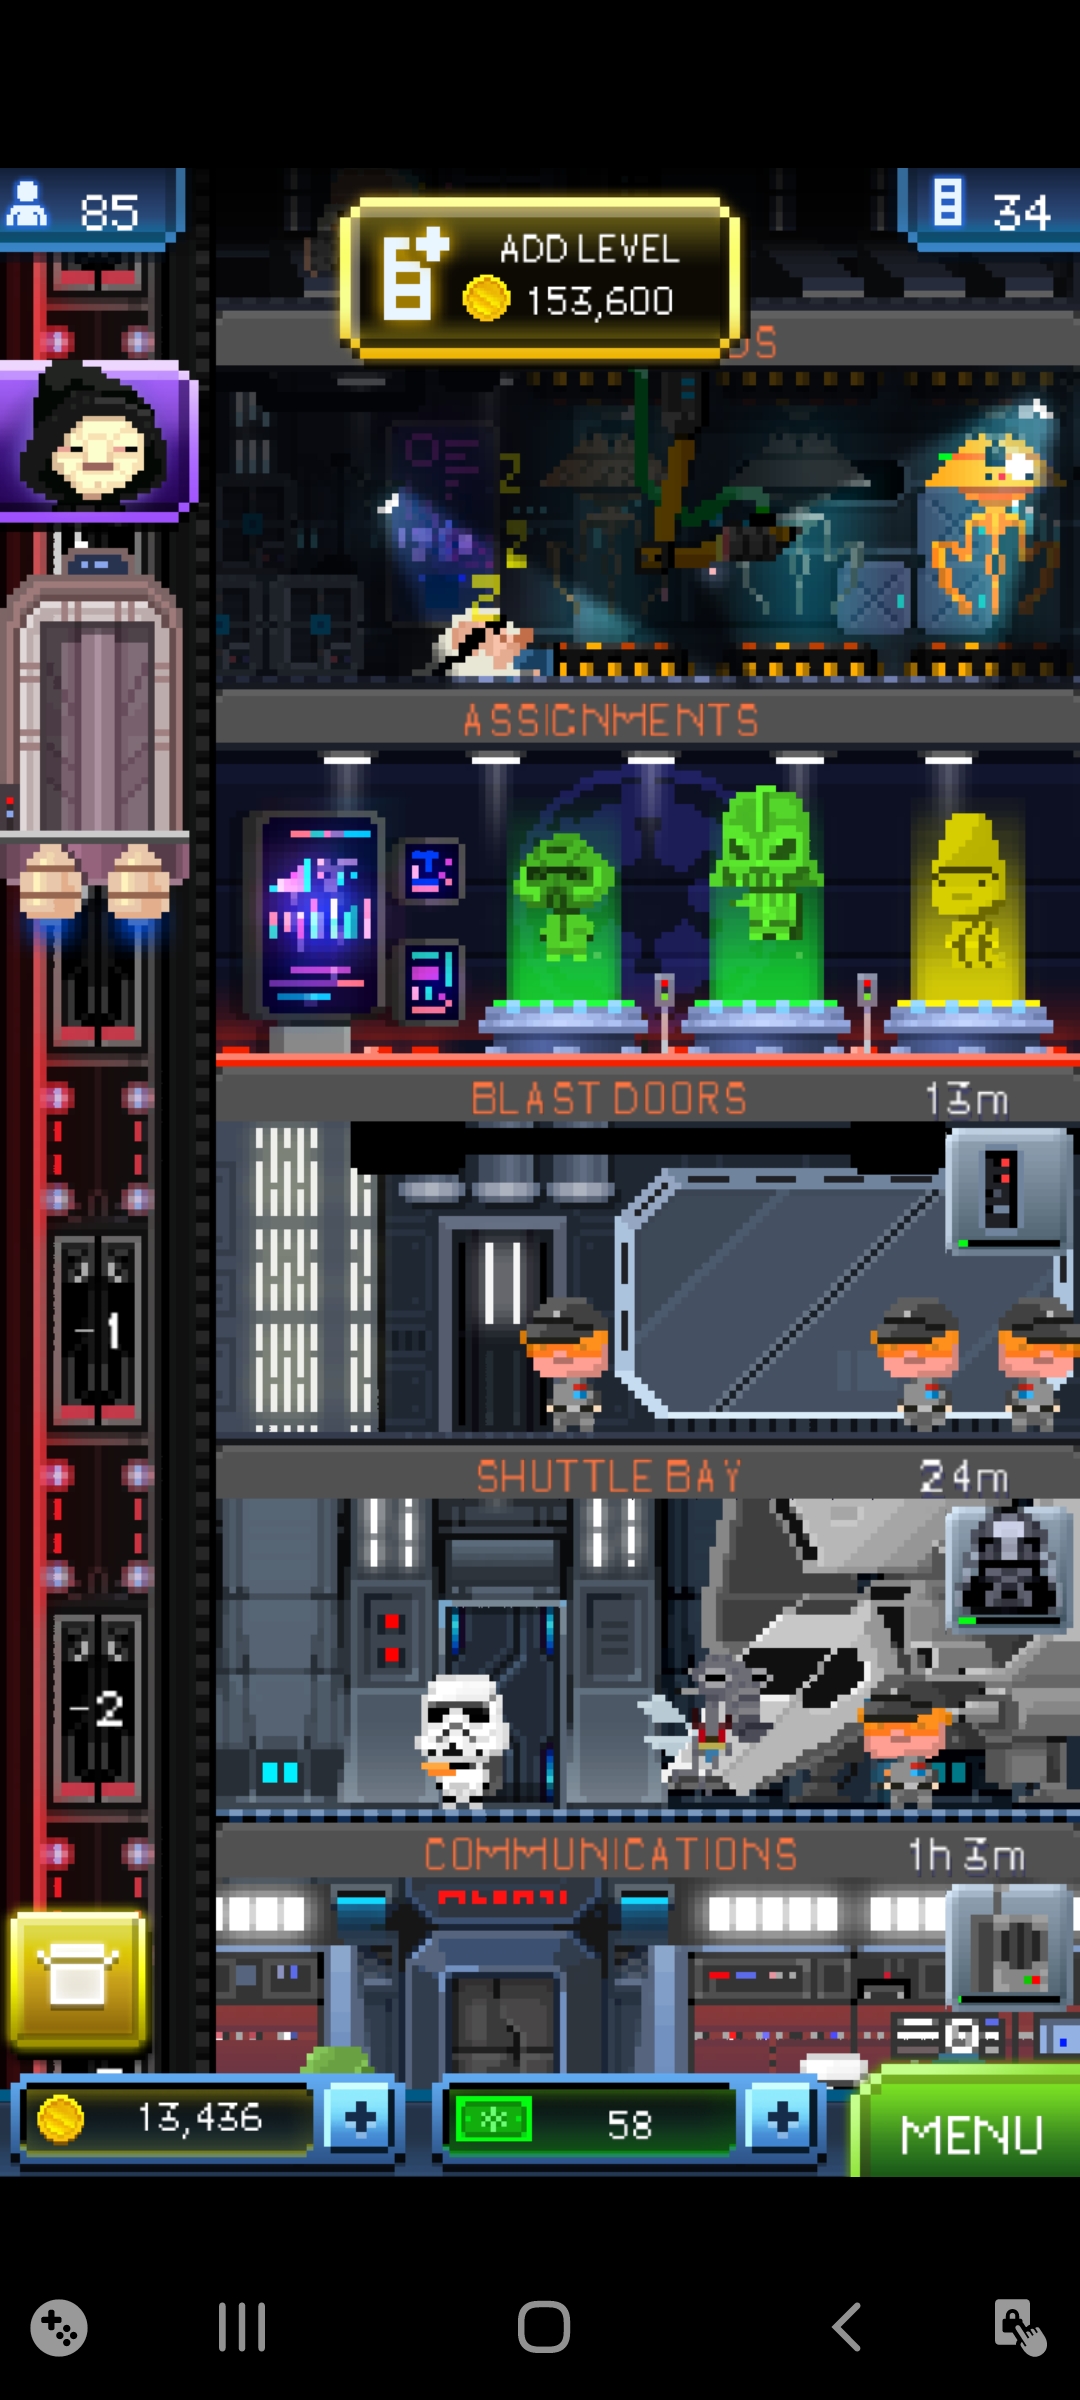 85
ADD LEVEL
153,600
34
DS
ASSIGNMENTS
BLAST DOORS 13m
-1
SHUTTLE BAY 24m
-2
COMMUNICATIONS 1h 3m
13,436
58
MENU